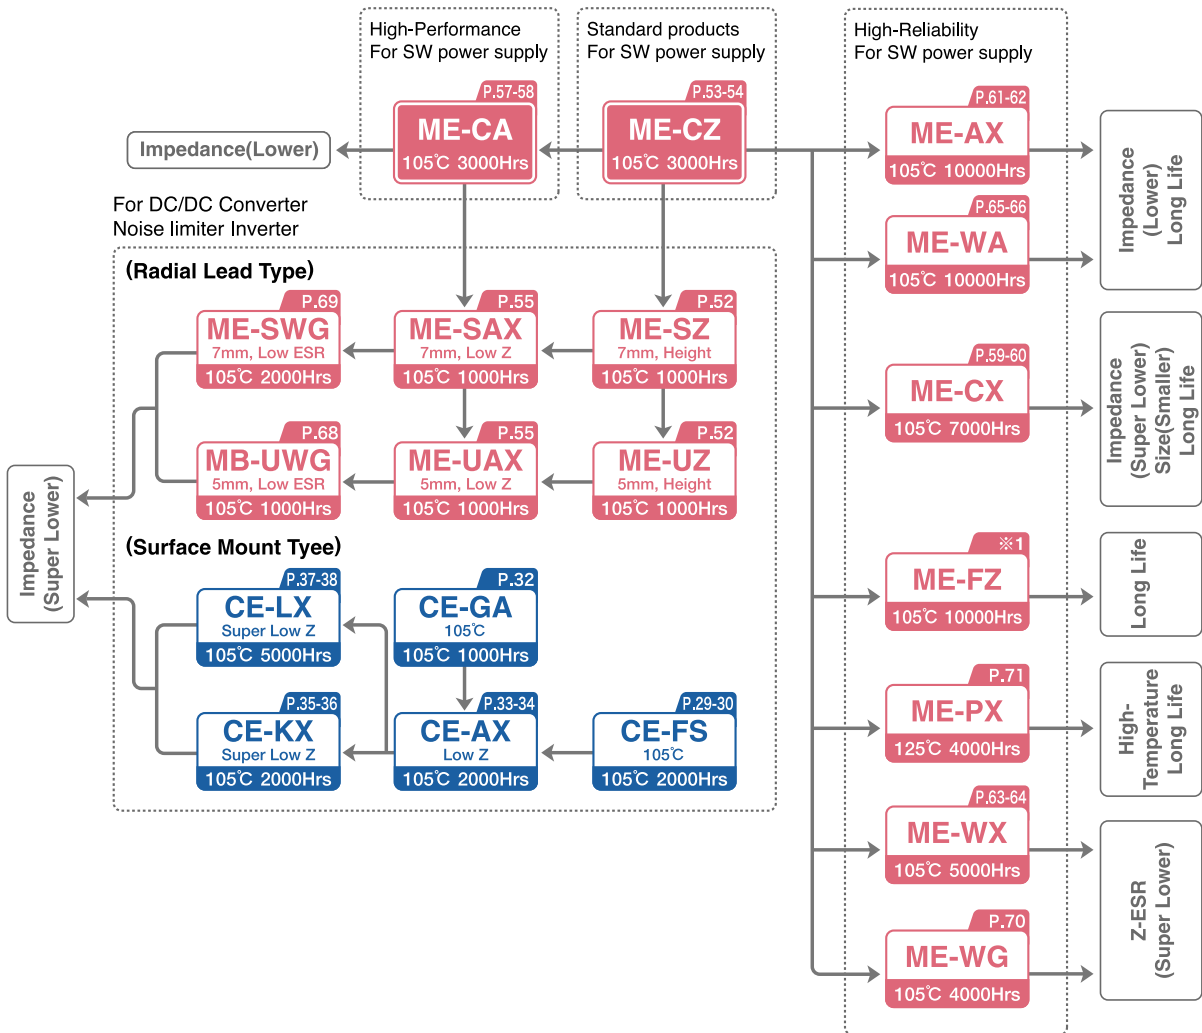 High-Performance
For SW power supply
Standard products
For SW power supply
High-Reliability
For SW power supply
P.57-58
ME-CA
105℃ 3000Hrs
P.53-54
ME-CZ
105℃ 3000Hrs
Impedance(Lower)
For DC/DC Converter
Noise limiter Inverter
(Radial Lead Type)
P.69
ME-SWG
7mm, Low ESR
105℃ 2000Hrs
P.55
ME-SAX
7mm, Low Z
105℃ 1000Hrs
P.52
ME-SZ
7mm, Height
105℃ 1000Hrs
P.68
MB-UWG
5mm, Low ESR
105℃ 1000Hrs
P.55
ME-UAX
5mm, Low Z
105℃ 1000Hrs
P.52
ME-UZ
5mm, Height
105℃ 1000Hrs
Impedance
(Super Lower)
(Surface Mount Tyee)
P.37-38
CE-LX
Super Low Z
105℃ 5000Hrs
P.32
CE-GA
105℃
105℃ 1000Hrs
P.35-36
CE-KX
Super Low Z
105℃ 2000Hrs
P.33-34
CE-AX
Low Z
105℃ 2000Hrs
P.29-30
CE-FS
105℃
105℃ 2000Hrs
P.61-62
ME-AX
105℃ 10000Hrs
P.65-66
ME-WA
105℃ 10000Hrs
Impedance
(Lower)
Long Life
P.59-60
ME-CX
105℃ 7000Hrs
Impedance
(Super Lower)
Size(Smaller)
Long Life
※1
ME-FZ
105℃ 10000Hrs
Long Life
P.71
ME-PX
125℃ 4000Hrs
High-
Temperature
Long Life
P.63-64
ME-WX
105℃ 5000Hrs
P.70
ME-WG
105℃ 4000Hrs
Z-ESR
(Super Lower)